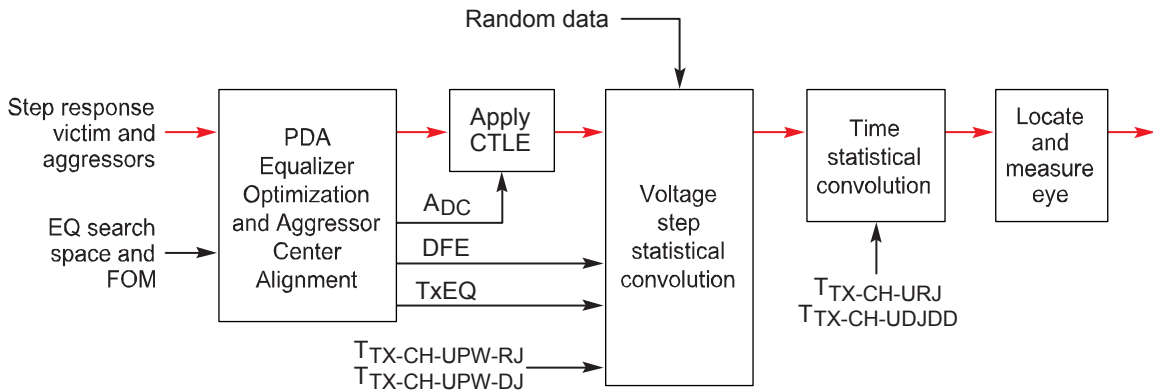 Random data
Step response
victim and
aggressors
EQ search
space and
FOM
PDA
Equalizer
Optimization
and Aggressor
Center
Alignment
Apply
CTLE
ADC
DFE
TxEQ
TTX-CH-UPW-RJ
TTX-CH-UPW-DJ
Voltage
step
statistical
convolution
Time
statistical
convolution
TTX-CH-URJ
TTX-CH-UDJDD
Locate
and
measure
eye